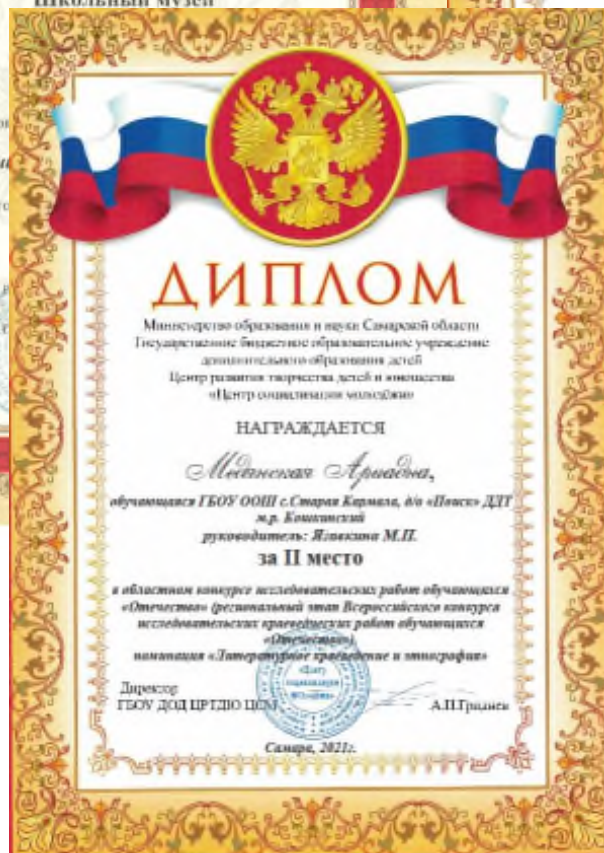 Школьный музей
ДИПЛОМ
Министерство образования и науки Самарской области
Государственное бюджетное образовательное учреждение
дополнительного образования детей
Центр развития творчества детей и юношества
«Центр социализации молодёжи»
НАГРАЖДАЕТСЯ
Мединская Ариадна,
обучающаяся ГБОУ ООШ с.Старая Кармала, д/о «Поиск» ДДТ
м.р. Кошкинский
руководитель: Ялявкина М.П.
за II место
в областном конкурсе исследовательских работ обучающихся
«Отечество» (региональный этап Всероссийского конкурса
исследовательских краеведческих работ обучающихся
«Отечество»),
номинация «Литературное краеведение и этнография»
Директор
ГБОУ ДОД ЦРТДЮ ЦСМ А.П.Гриднев
Самара, 2021г.